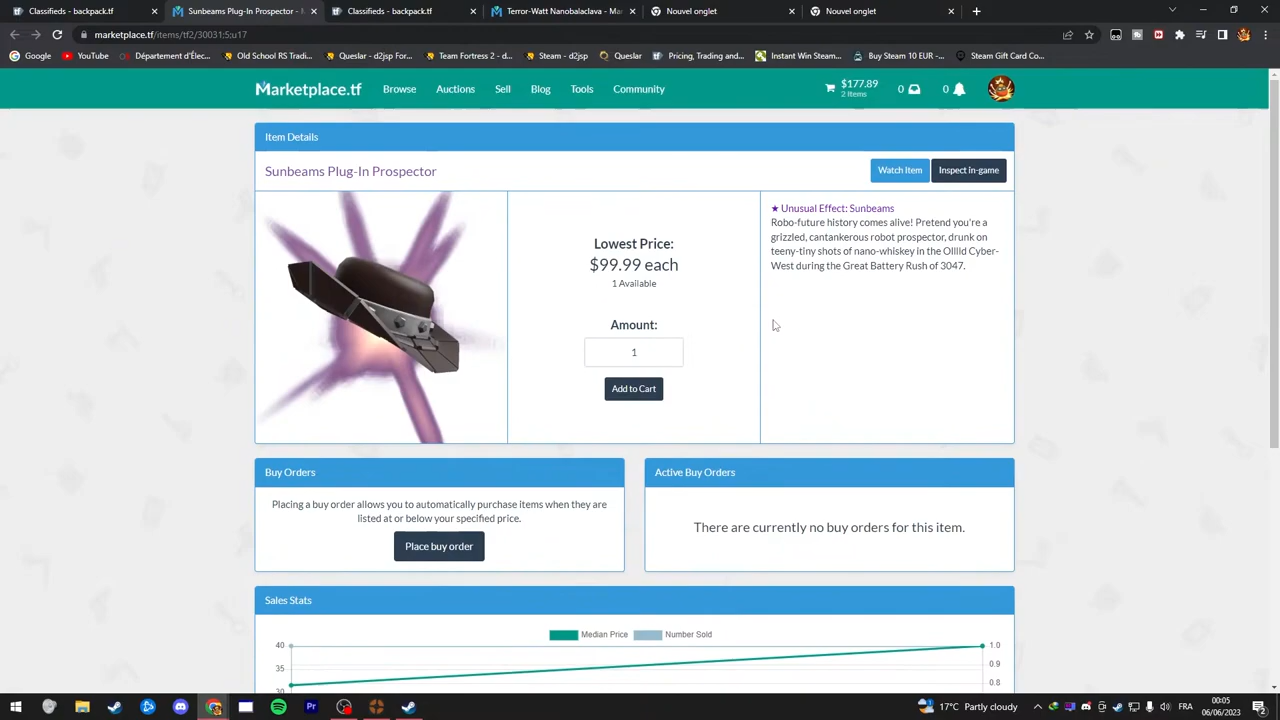 Classifieds - backpack.tf
Sunbeams Plug-In Prospector - M
Classifieds - backpack.tf
Terror-Watt Nonobalaclava - Ma
Nouvel onglet
Nouvel onglet
marketplace.tf/items/tf2/30031;5;u17
Google
YouTube
Département d'Élec...
Old School RS Tradi...
Queslar - d2jsp For...
Team Fortress 2 - d...
Steam - d2jsp
Queslar
Pricing, Trading and...
Instant Win Steam...
Buy Steam 10 EUR -...
Steam Gift Card Co...
Marketplace.tf
Browse
Auctions
Sell
Blog
Tools
Community
$177.89
2 Items
0
0
Item Details
Sunbeams Plug-In Prospector
Watch Item
Inspect in-game
Lowest Price:
$99.99 each
1 Available
Amount:
1
Add to Cart
★ Unusual Effect: Sunbeams
Robo-future history comes alive! Pretend you're a
grizzled, cantankerous robot prospector, drunk on
teeny-tiny shots of nano-whiskey in the Ollllld Cyber-
West during the Great Battery Rush of 3047.
Buy Orders
Placing a buy order allows you to automatically purchase items when they are
listed at or below your specified price.
Place buy order
Active Buy Orders
There are currently no buy orders for this item.
Sales Stats
Median Price
Number Sold
40
35
30
1.0
0.9
0.8
17°C Partly cloudy
FRA
00:05
06/06/2023